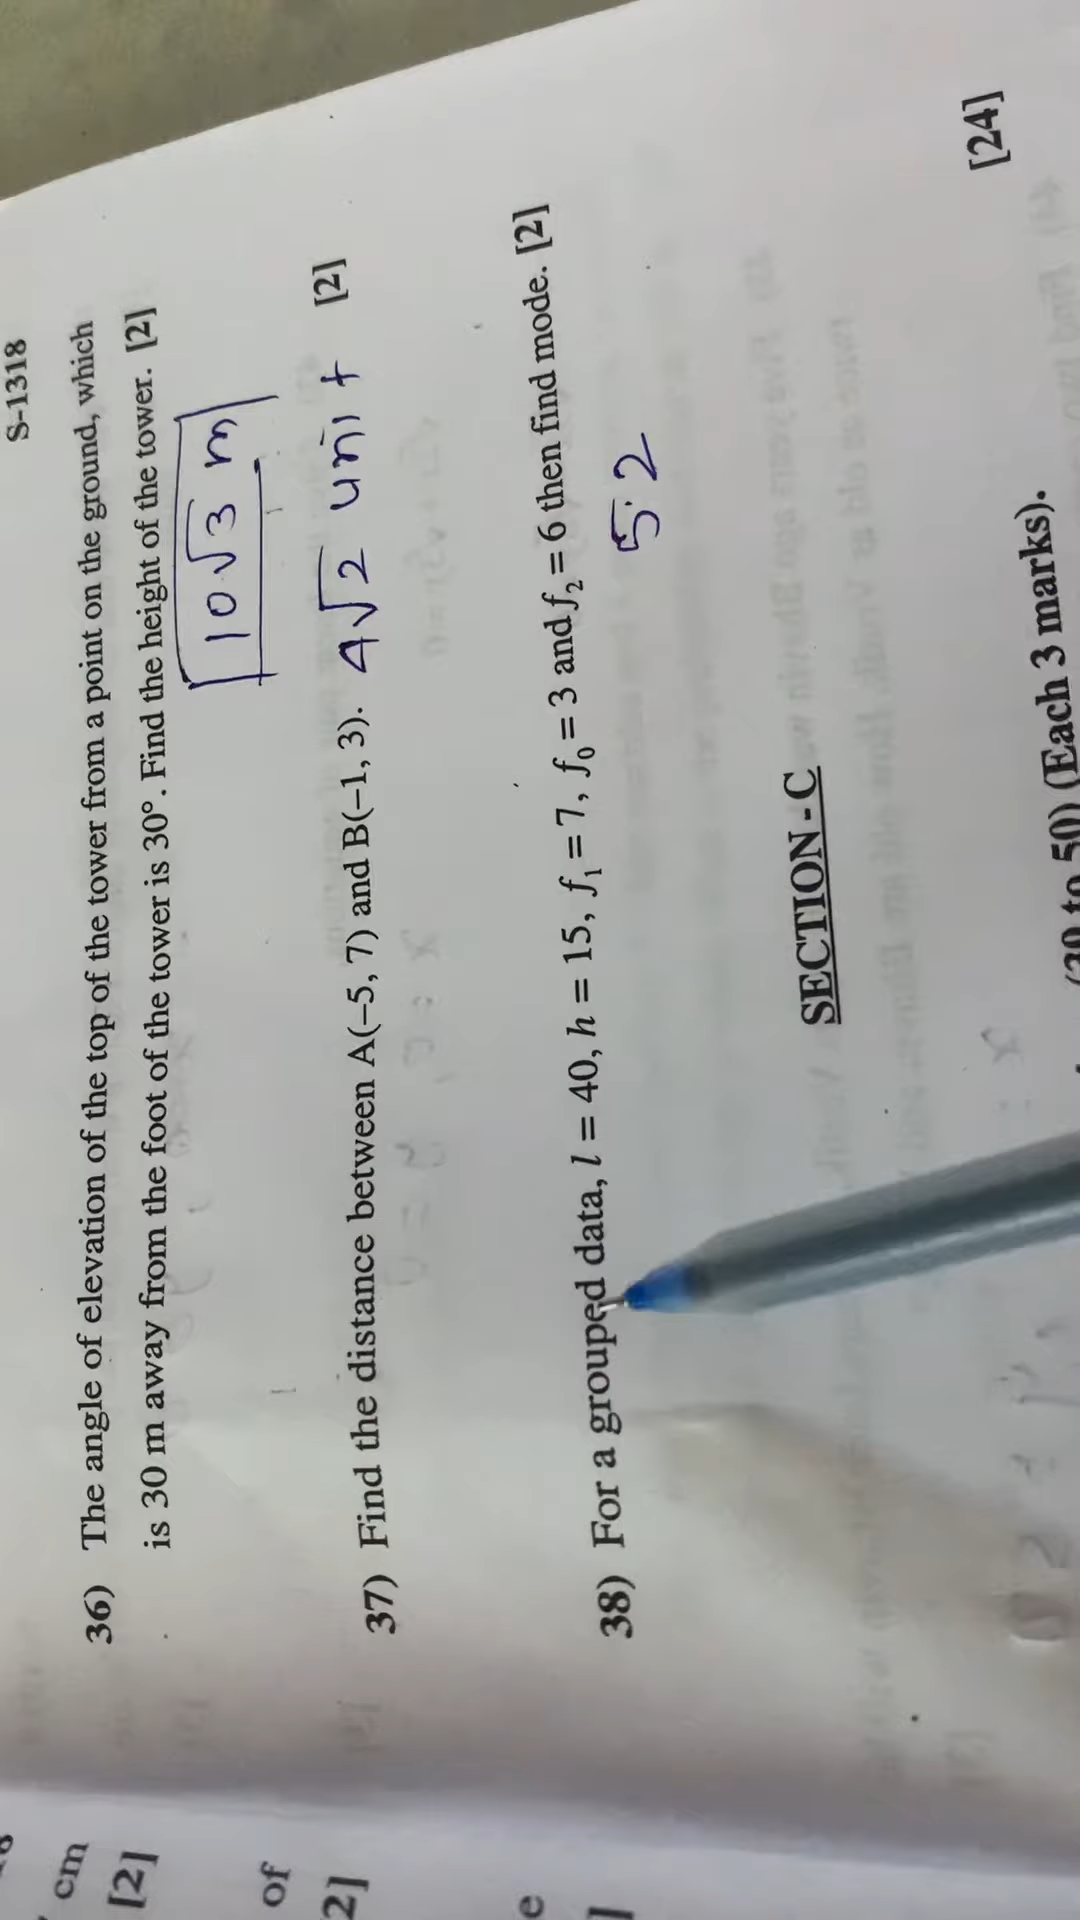 S-1318
36) The angle of elevation of the top of the tower from a point on the ground, which
is 30 m away from the foot of the tower is 30°. Find the height of the tower. [2]
10√3 m
37) Find the distance between A(–5, 7) and B(–1, 3). 4√2 unit [2]
38) For a grouped data, l = 40, h = 15, f₁ = 7, f₀ = 3 and f₂ = 6 then find mode. [2]
52
SECTION - C
(39 to 50) (Each 3 marks). [24]
cm
[2]
of
2]
e
]